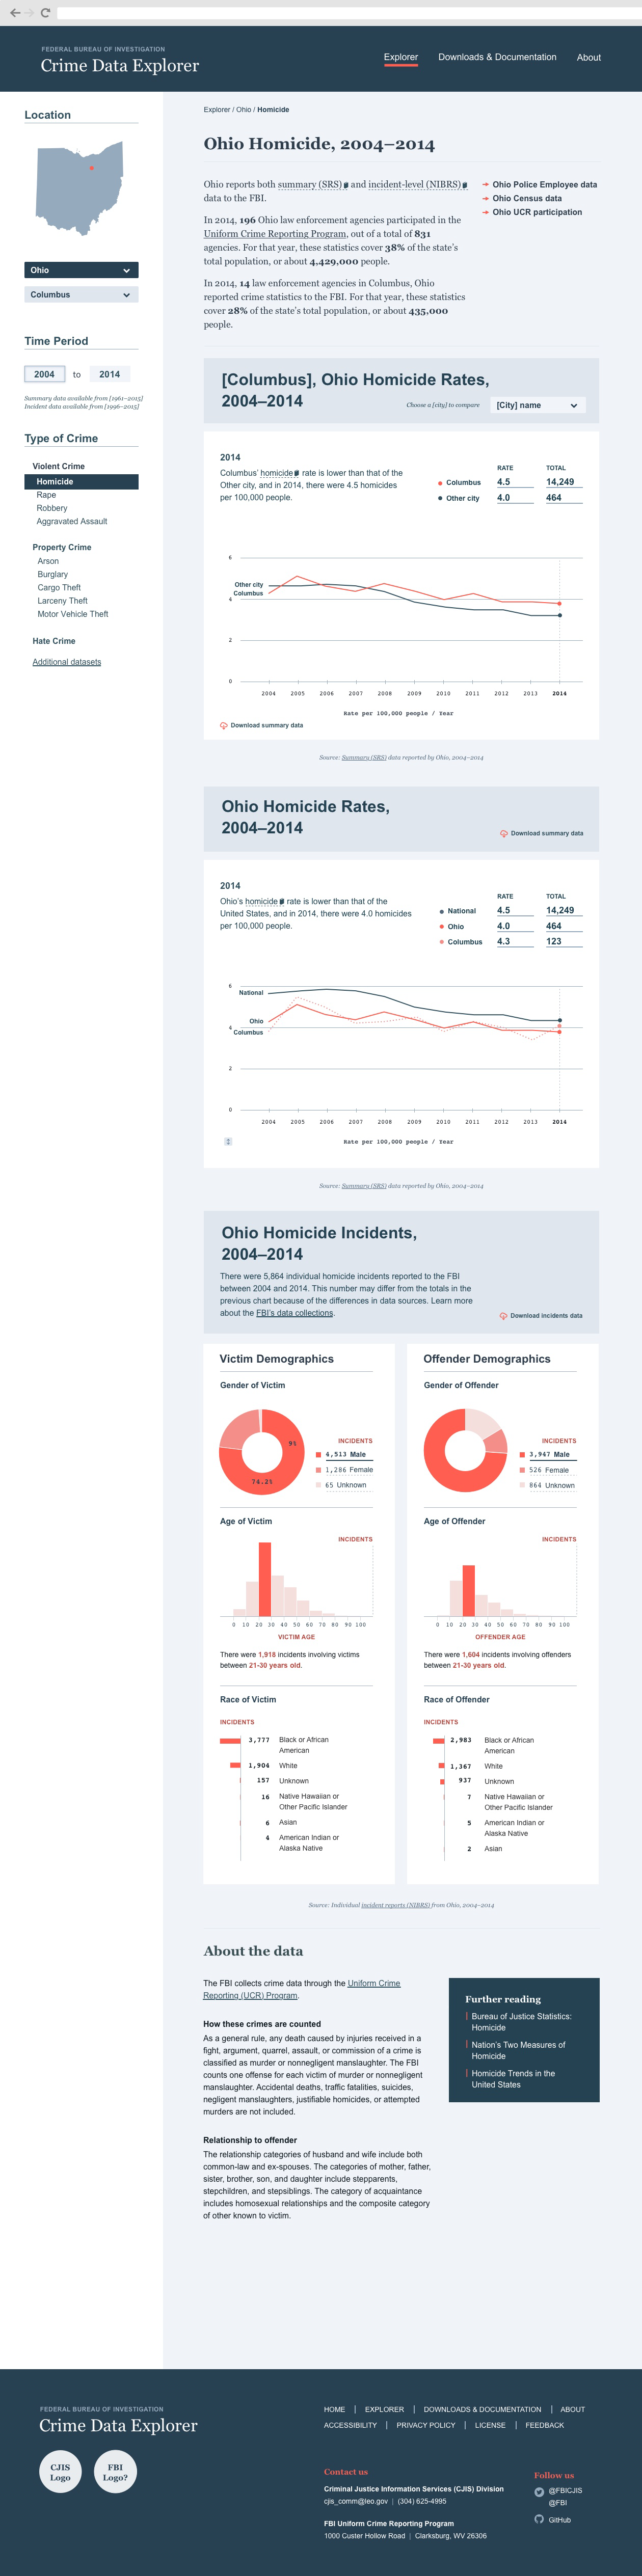 FEDERAL BUREAU OF INVESTIGATION
Crime Data Explorer
Explorer
Downloads & Documentation
About
Location
Ohio
Columbus
Time Period
2004 to 2014
Summary data available from [1961–2015]
Incident data available from [1996–2015]
Type of Crime
Violent Crime
Homicide
Rape
Robbery
Aggravated Assault
Property Crime
Arson
Burglary
Cargo Theft
Larceny Theft
Motor Vehicle Theft
Hate Crime
Additional datasets
Explorer / Ohio / Homicide
Ohio Homicide, 2004–2014
Ohio reports both summary (SRS) and incident-level (NIBRS)
data to the FBI.
In 2014, 196 Ohio law enforcement agencies participated in the
Uniform Crime Reporting Program, out of a total of 831
agencies. For that year, these statistics cover 38% of the state's
total population, or about 4,429,000 people.
In 2014, 14 law enforcement agencies in Columbus, Ohio
reported crime statistics to the FBI. For that year, these statistics
cover 28% of the state's total population, or about 435,000
people.
Ohio Police Employee data
Ohio Census data
Ohio UCR participation
[Columbus], Ohio Homicide Rates,
2004–2014
Choose a [city] to compare
[City] name
2014
Columbus' homicide rate is lower than that of the
Other city, and in 2014, there were 4.5 homicides
per 100,000 people.
RATE TOTAL
Columbus 4.5 14,249
Other city 4.0 464
6
Other city
Columbus
4
2
0
2004 2005 2006 2007 2008 2009 2010 2011 2012 2013 2014
Rate per 100,000 people / Year
Download summary data
Source: Summary (SRS) data reported by Ohio, 2004–2014
Ohio Homicide Rates,
2004–2014
Download summary data
2014
Ohio's homicide rate is lower than that of the
United States, and in 2014, there were 4.0 homicides
per 100,000 people.
RATE TOTAL
National 4.5 14,249
Ohio 4.0 464
Columbus 4.3 123
6
National
Ohio
4
Columbus
2
0
2004 2005 2006 2007 2008 2009 2010 2011 2012 2013 2014
Rate per 100,000 people / Year
Source: Summary (SRS) data reported by Ohio, 2004–2014
Ohio Homicide Incidents,
2004–2014
There were 5,864 individual homicide incidents reported to the FBI
between 2004 and 2014. This number may differ from the totals in the
previous chart because of the differences in data sources. Learn more
about the FBI's data collections.
Download incidents data
Victim Demographics
Gender of Victim
9%
74.2%
INCIDENTS
4,513 Male
1,286 Female
65 Unknown
Age of Victim
INCIDENTS
0 10 20 30 40 50 60 70 80 90 100
VICTIM AGE
There were 1,918 incidents involving victims
between 21-30 years old.
Race of Victim
INCIDENTS
3,777 Black or African
American
1,904 White
157 Unknown
16 Native Hawaiian or
Other Pacific Islander
6 Asian
4 American Indian or
Alaska Native
Offender Demographics
Gender of Offender
INCIDENTS
3,947 Male
526 Female
864 Unknown
Age of Offender
INCIDENTS
0 10 20 30 40 50 60 70 80 90 100
OFFENDER AGE
There were 1,604 incidents involving offenders
between 21-30 years old.
Race of Offender
INCIDENTS
2,983 Black or African
American
1,367 White
937 Unknown
7 Native Hawaiian or
Other Pacific Islander
5 American Indian or
Alaska Native
2 Asian
Source: Individual incident reports (NIBRS) from Ohio, 2004–2014
About the data
The FBI collects crime data through the Uniform Crime
Reporting (UCR) Program.
How these crimes are counted
As a general rule, any death caused by injuries received in a
fight, argument, quarrel, assault, or commission of a crime is
classified as murder or nonnegligent manslaughter. The FBI
counts one offense for each victim of murder or nonnegligent
manslaughter. Accidental deaths, traffic fatalities, suicides,
negligent manslaughters, justifiable homicides, or attempted
murders are not included.
Relationship to offender
The relationship categories of husband and wife include both
common-law and ex-spouses. The categories of mother, father,
sister, brother, son, and daughter include stepparents,
stepchildren, and stepsiblings. The category of acquaintance
includes homosexual relationships and the composite category
of other known to victim.
Further reading
Bureau of Justice Statistics:
Homicide
Nation's Two Measures of
Homicide
Homicide Trends in the
United States
FEDERAL BUREAU OF INVESTIGATION
Crime Data Explorer
CJIS
Logo
FBI
Logo?
HOME | EXPLORER | DOWNLOADS & DOCUMENTATION | ABOUT
ACCESSIBILITY | PRIVACY POLICY | LICENSE | FEEDBACK
Contact us
Criminal Justice Information Services (CJIS) Division
cjis_comm@leo.gov | (304) 625-4995
FBI Uniform Crime Reporting Program
1000 Custer Hollow Road | Clarksburg, WV 26306
Follow us
@FBICJIS
@FBI
GitHub